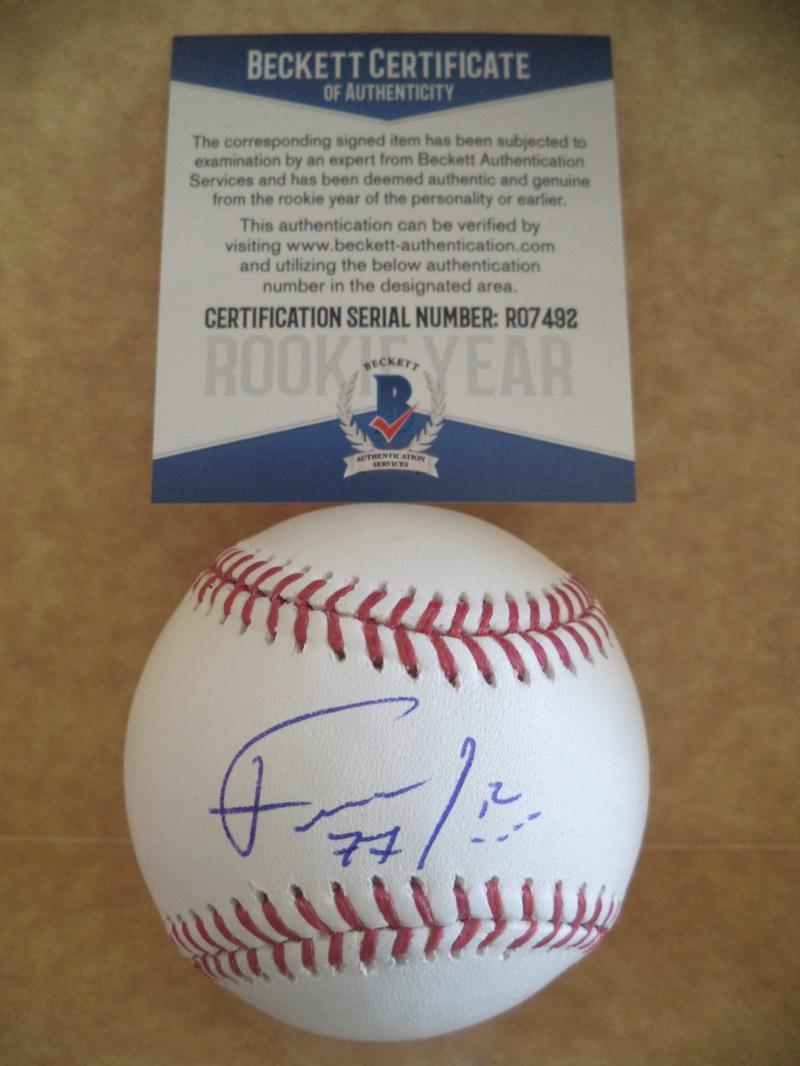 BECKETT CERTIFICATE
OF AUTHENTICITY
The corresponding signed item has been subjected to
examination by an expert from Beckett Authentication
Services and has been deemed authentic and genuine
from the rookie year of the personality or earlier.
This authentication can be verified by
visiting www.beckett-authentication.com
and utilizing the below authentication
number in the designated area.
CERTIFICATION SERIAL NUMBER: R07492
ROOKIE YEAR
BECKETT
B
AUTHENTICATION
SERVICES
77